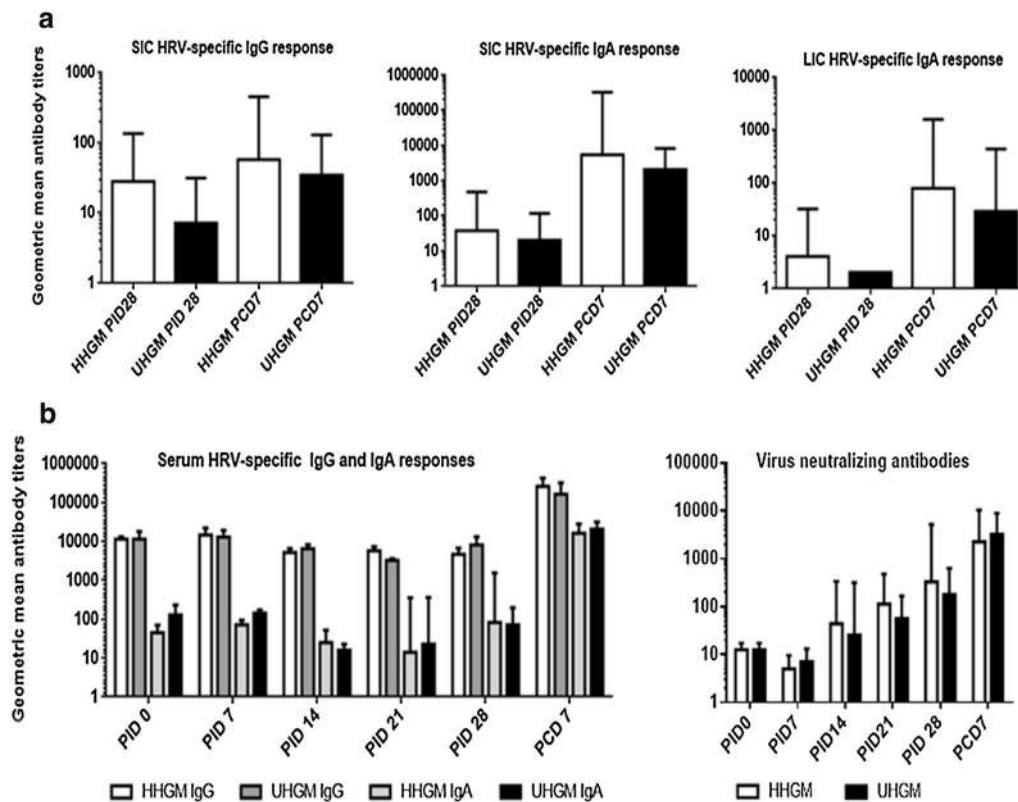 a
SIC HRV-specific IgG response
SIC HRV-specific IgA response
LIC HRV-specific IgA response
Geometric mean antibody titers
1000
100
10
1
1000000
100000
10000
1000
100
10
1
10000
1000
100
10
1
HHGM PID28
UHGM PID 28
HHGM PCD7
UHGM PCD7
HHGM PID28
UHGM PID28
HHGM PCD7
UHGM PCD7
HHGM PID28
UHGM PID 28
HHGM PCD7
UHGM PCD7
b
Serum HRV-specific IgG and IgA responses
Virus neutralizing antibodies
Geometric mean antibody titers
1000000
100000
10000
1000
100
10
1
100000
10000
1000
100
10
1
PID 0
PID 7
PID 14
PID 21
PID 28
PCD 7
PID0
PID7
PID14
PID21
PID 28
PCD7
HHGM IgG
UHGM IgG
HHGM IgA
UHGM IgA
HHGM
UHGM